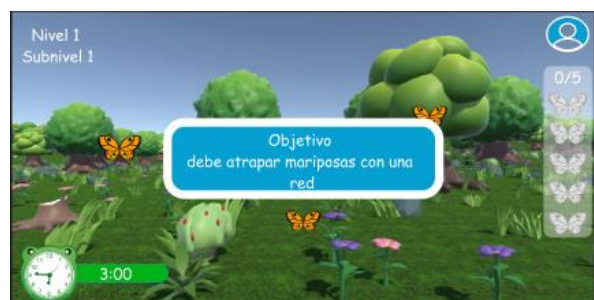 Nivel 1
Subnivel 1
0/5
Objetivo
debe atrapar mariposas con una
red
3:00